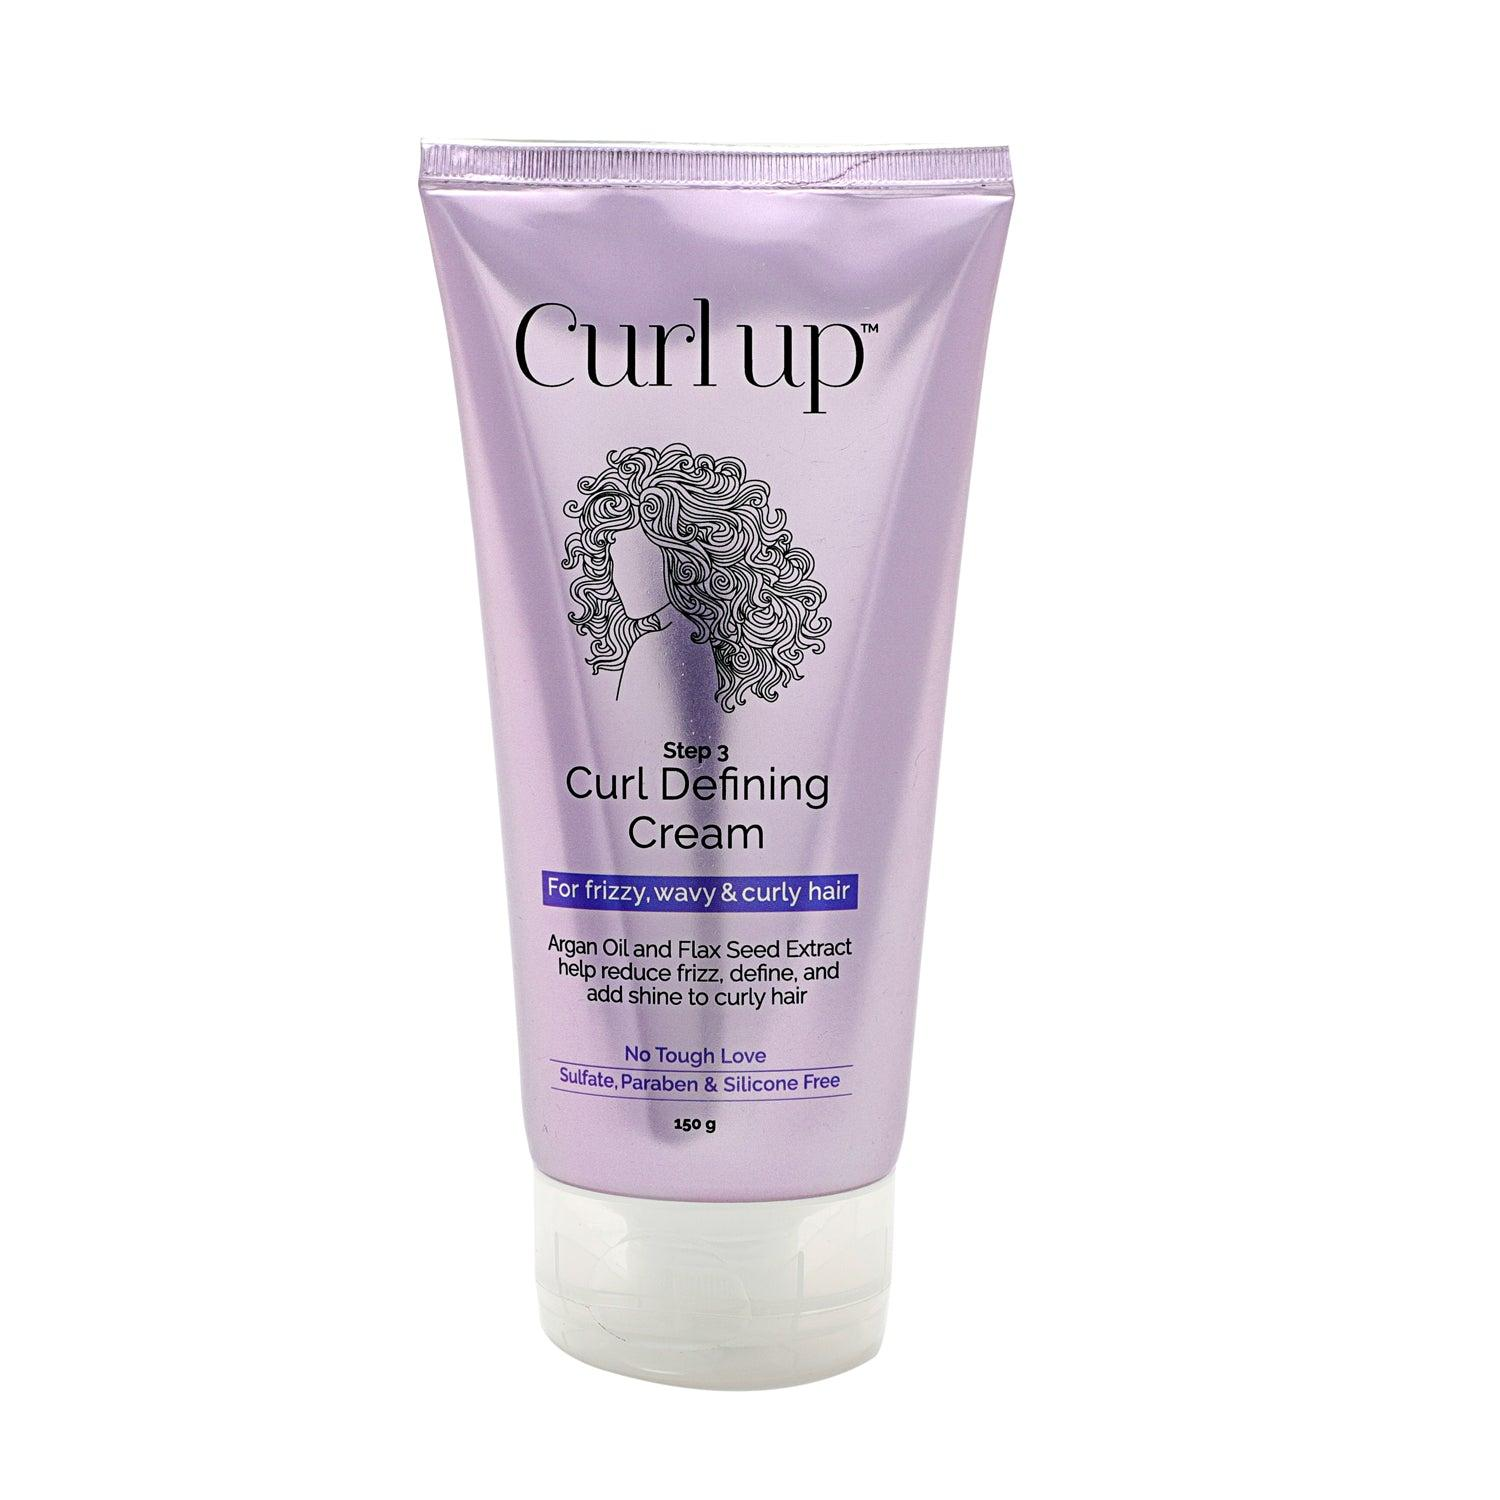 Curl up™
Step 3
Curl Defining
Cream
For frizzy, wavy & curly hair
Argan Oil and Flax Seed Extract
help reduce frizz, define, and
add shine to curly hair
No Tough Love
Sulfate, Paraben & Silicone Free
150 g